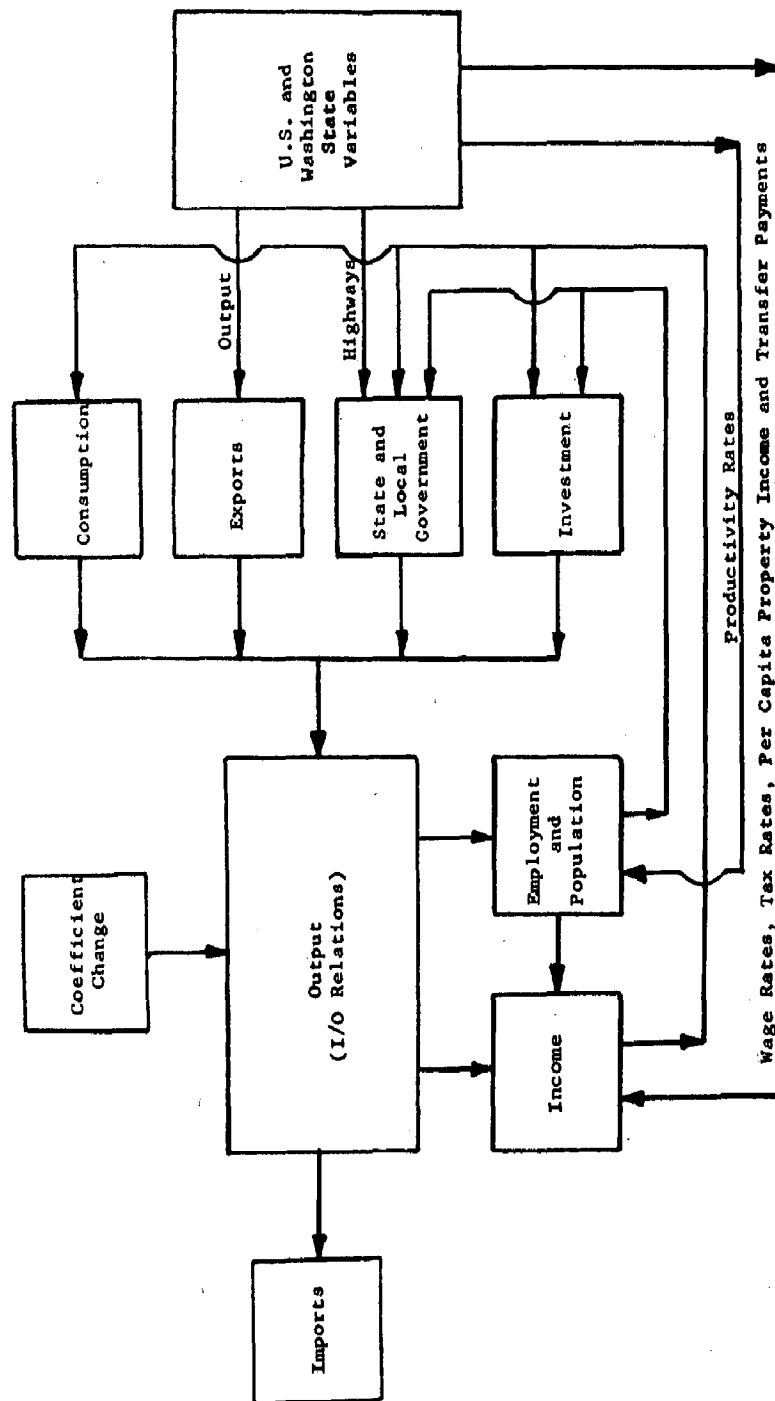 U.S. and
Washington
State
Variables
Output
Highways
Consumption
Exports
State and
Local
Government
Investment
Coefficient
Change
Output
(I/O Relations)
Employment
and
Population
Income
Imports
Productivity Rates
Wage Rates, Tax Rates, Per Capita Property Income and Transfer Payments